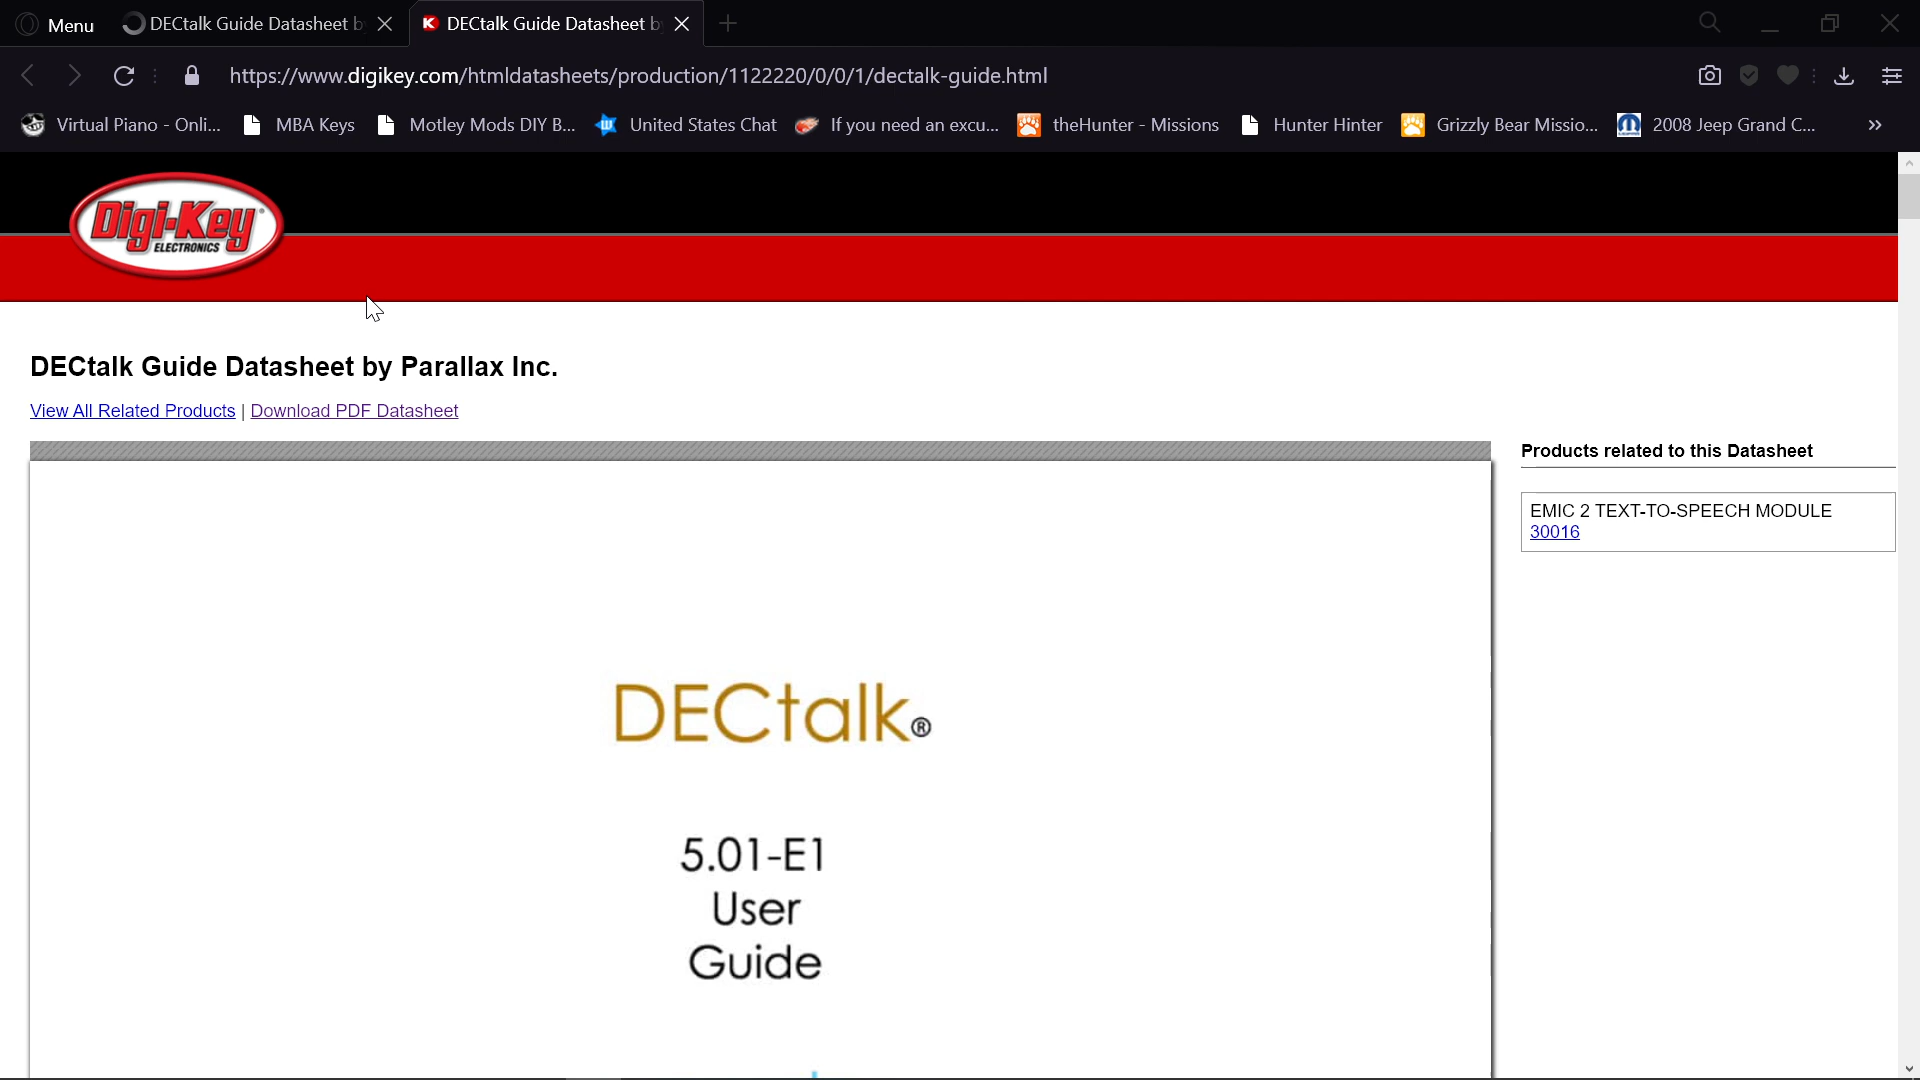 Menu
DECtalk Guide Datasheet b
DECtalk Guide Datasheet b
https://www.digikey.com/htmldatasheets/production/1122220/0/0/1/dectalk-guide.html
Virtual Piano - Onli...
MBA Keys
Motley Mods DIY B...
United States Chat
If you need an excu...
theHunter - Missions
Hunter Hinter
Grizzly Bear Missio...
2008 Jeep Grand C...
Digi-Key
ELECTRONICS
DECtalk Guide Datasheet by Parallax Inc.
View All Related Products | Download PDF Datasheet
Products related to this Datasheet
EMIC 2 TEXT-TO-SPEECH MODULE
30016
DECtalk®
5.01-E1
User
Guide